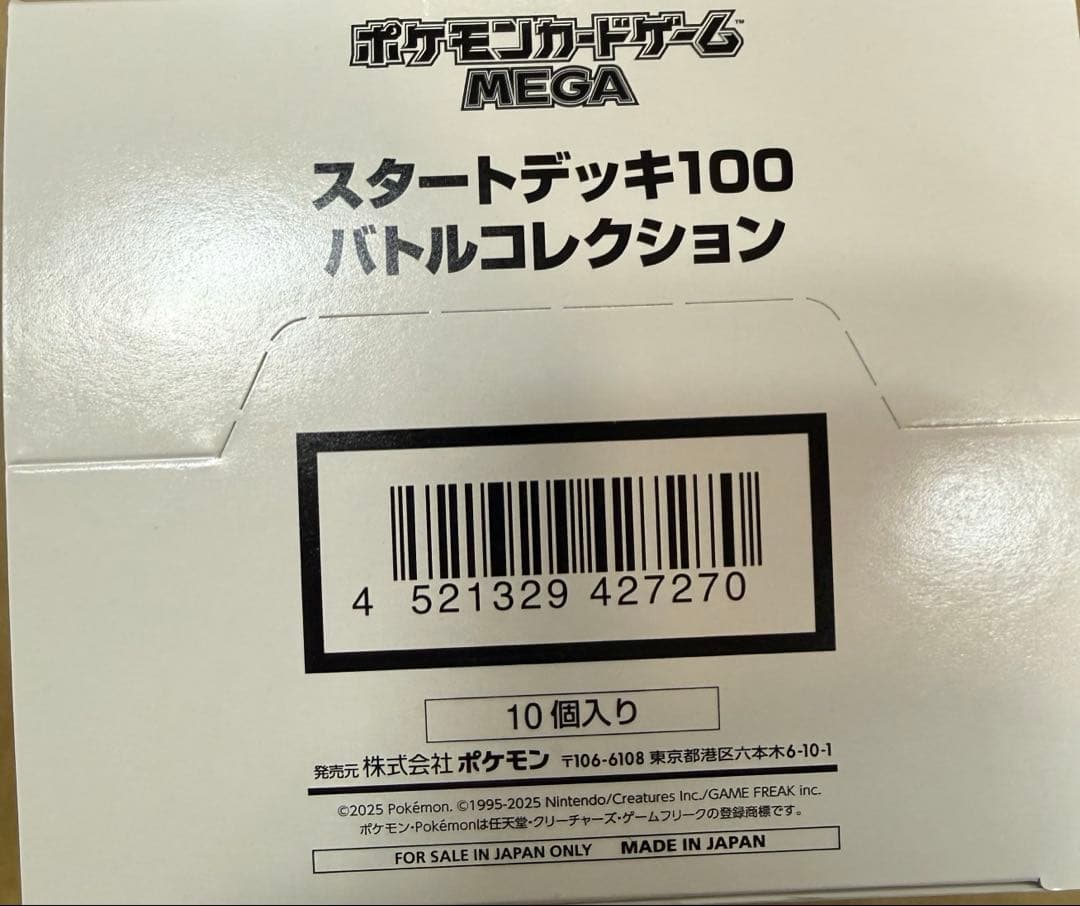 ポケモンカードゲーム™
MEGA
スタートデッキ100
バトルコレクション
4 521329 427270
10個入り
発売元 株式会社 ポケモン 〒106-6108 東京都港区六本木6-10-1
©2025 Pokémon. ©1995-2025 Nintendo/Creatures Inc./GAME FREAK inc.
ポケモン・Pokémonは任天堂・クリーチャーズ・ゲームフリークの登録商標です。
FOR SALE IN JAPAN ONLY MADE IN JAPAN